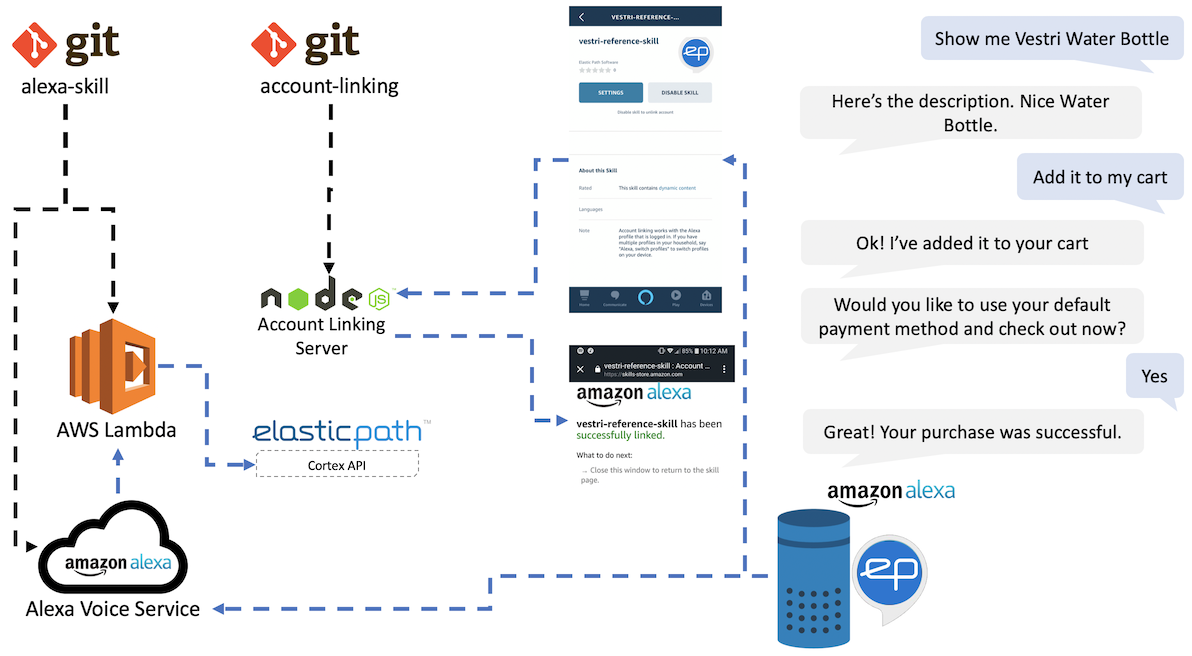 git
alexa-skill
git
account-linking
VESTRI-REFERENCE-...
vestri-reference-skill
ep
Elastic Path Software
0
SETTINGS
DISABLE SKILL
Disable skill to unlink account
About this Skill
Rated
This skill contains dynamic content
Languages
Note
Account linking works with the Alexa
profile that is logged in. If you have
multiple profiles in your household, say
"Alexa, switch profiles" to switch profiles
on your device.
Home
Communicate
Play
Devices
node
JS
Account Linking
Server
85% 10:12 AM
vestri-reference-skill : Account ...
https://skills-store.amazon.com
amazon alexa
vestri-reference-skill has been
successfully linked.
What to do next:
→ Close this window to return to the skill
page.
AWS Lambda
elasticpath™
Cortex API
amazon alexa
Alexa Voice Service
Show me Vestri Water Bottle
Here’s the description. Nice Water
Bottle.
Add it to my cart
Ok! I’ve added it to your cart
Would you like to use your default
payment method and check out now?
Yes
Great! Your purchase was successful.
amazon alexa
ep